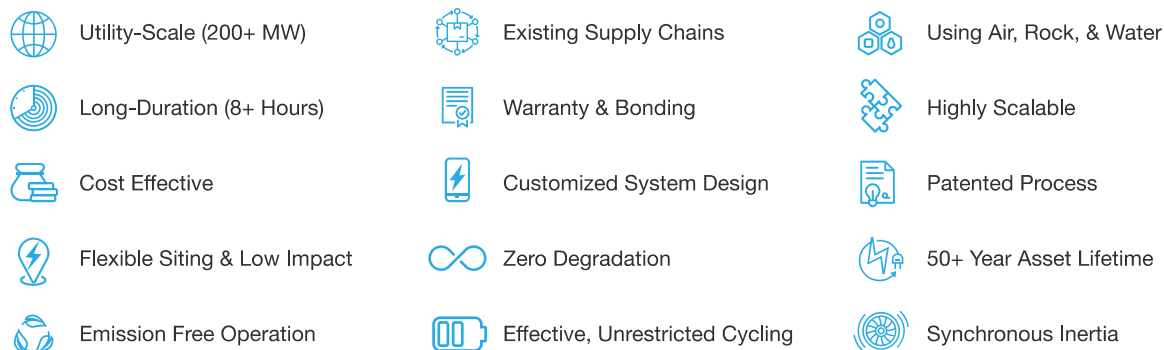 Utility-Scale (200+ MW)
Existing Supply Chains
Using Air, Rock, & Water
Long-Duration (8+ Hours)
Warranty & Bonding
Highly Scalable
Cost Effective
Customized System Design
Patented Process
Flexible Siting & Low Impact
Zero Degradation
50+ Year Asset Lifetime
Emission Free Operation
Effective, Unrestricted Cycling
Synchronous Inertia